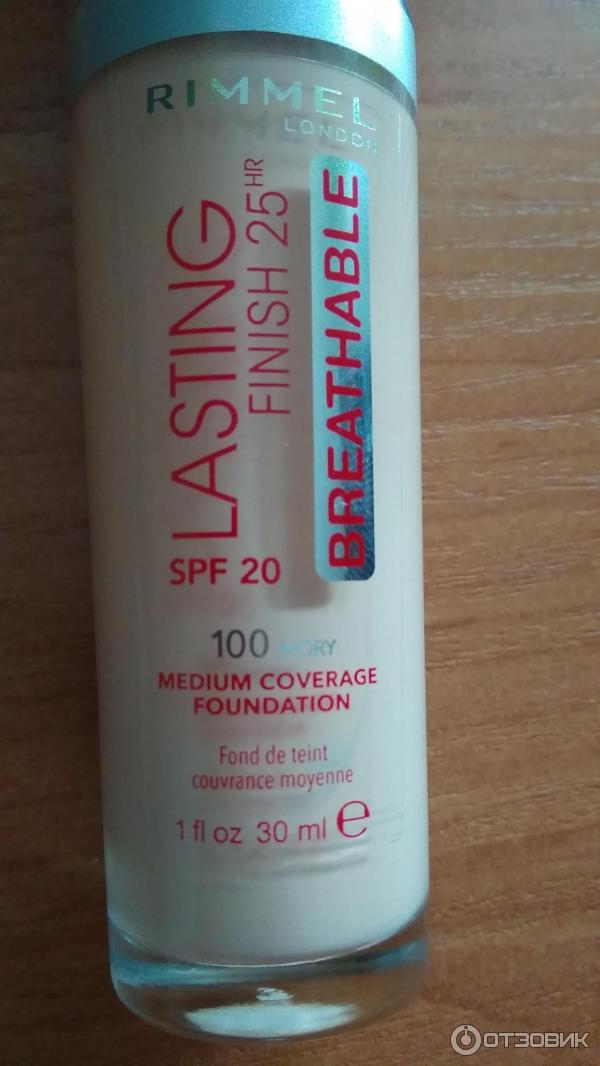 RIMMEL
LONDON
LASTING
FINISH 25HR
BREATHABLE
SPF 20
100 IVORY
MEDIUM COVERAGE
FOUNDATION
Fond de teint
couvrance moyenne
1 fl oz 30 ml e
ОТЗОВИК